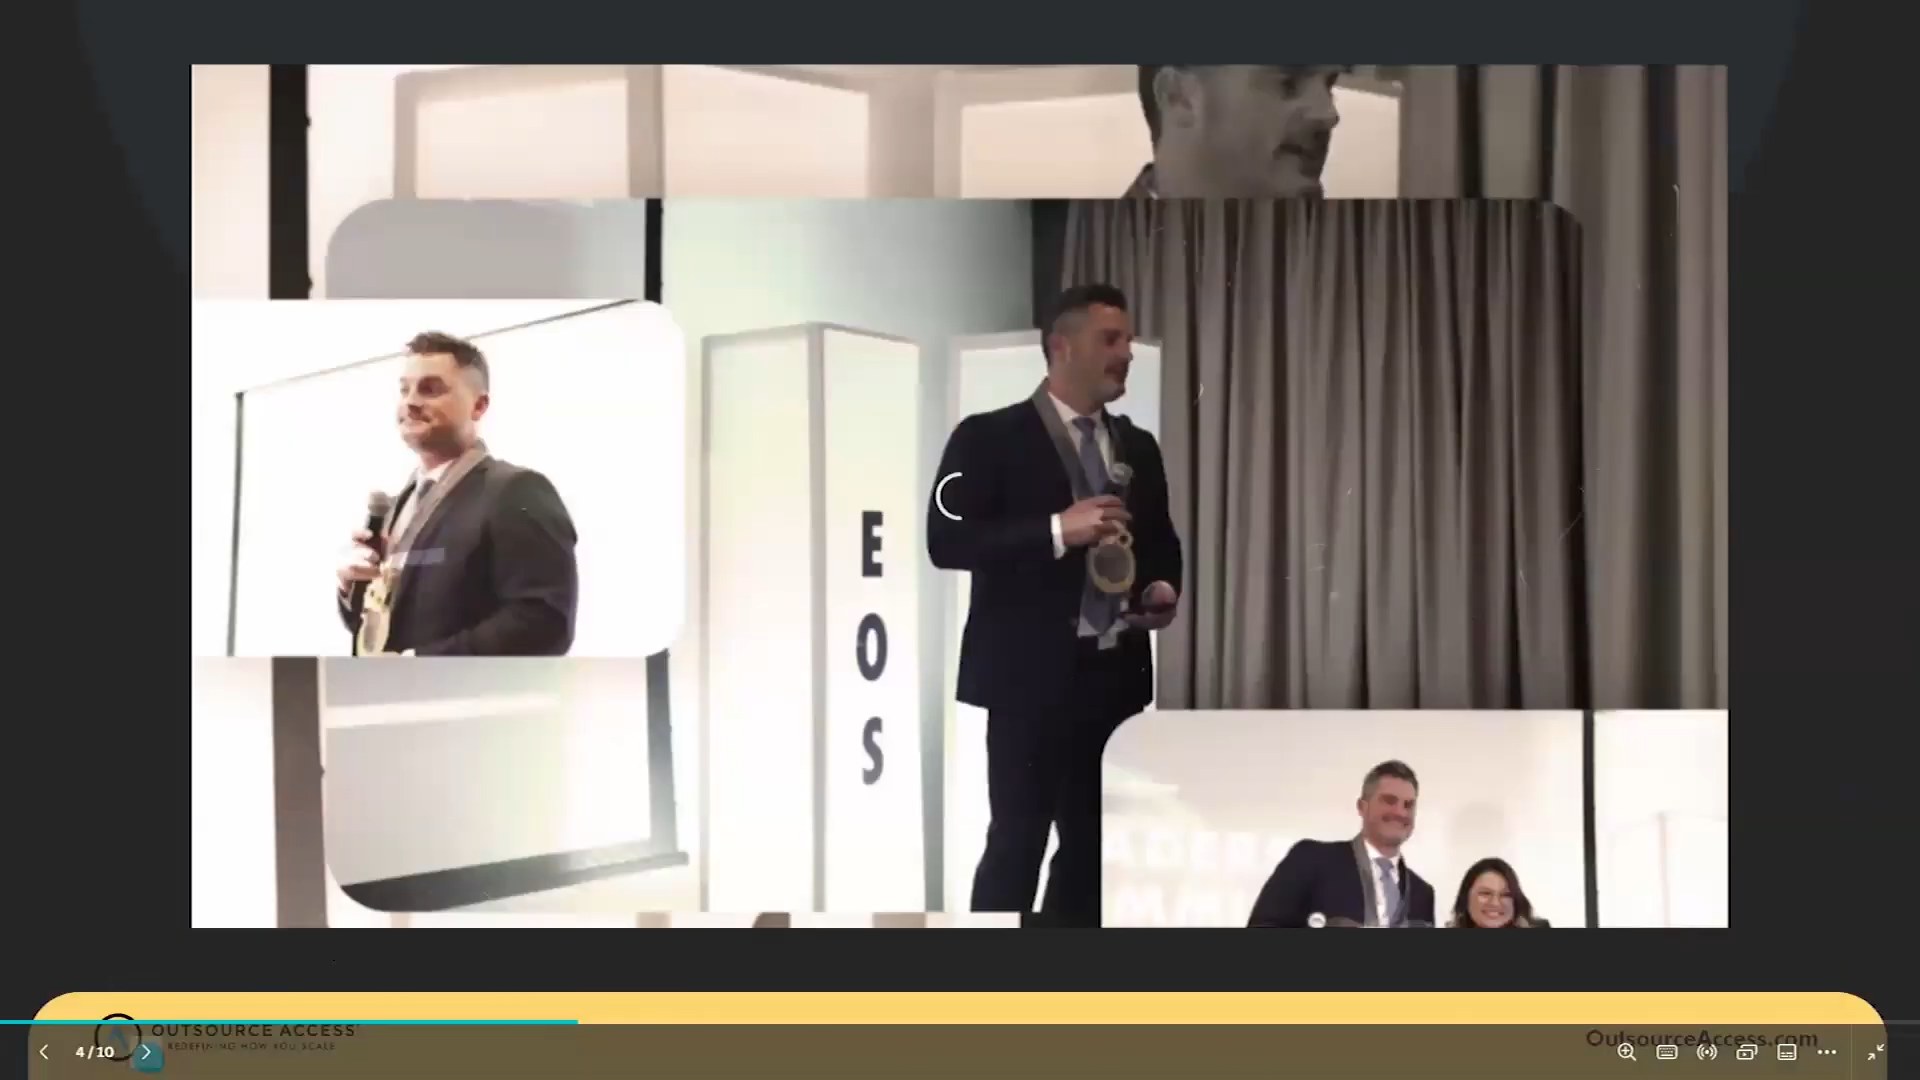 E
O
S
OUTSOURCE ACCESS
REDEFINING HOW YOU SCALE
OutsourceAccess.com
4 / 10